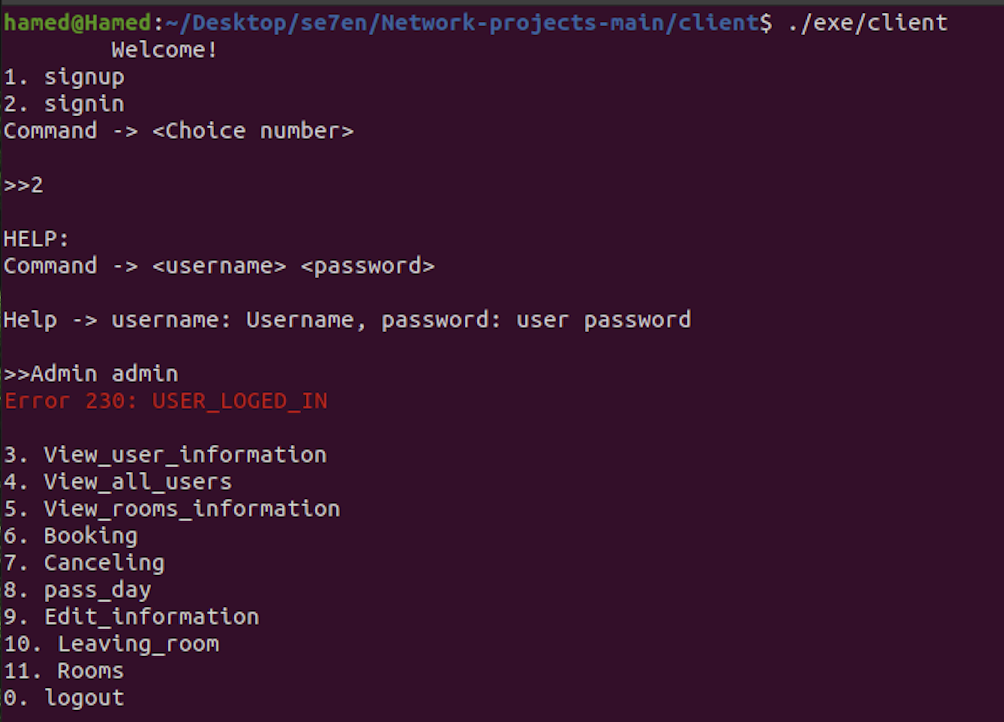 hamed@Hamed:~/Desktop/se7en/Network-projects-main/client$ ./exe/client
Welcome!
1. signup
2. signin
Command -> <Choice number>
>>2
HELP:
Command -> <username> <password>
Help -> username: Username, password: user password
>>Admin admin
Error 230: USER_LOGED_IN
3. View_user_information
4. View_all_users
5. View_rooms_information
6. Booking
7. Canceling
8. pass_day
9. Edit_information
10. Leaving_room
11. Rooms
0. logout